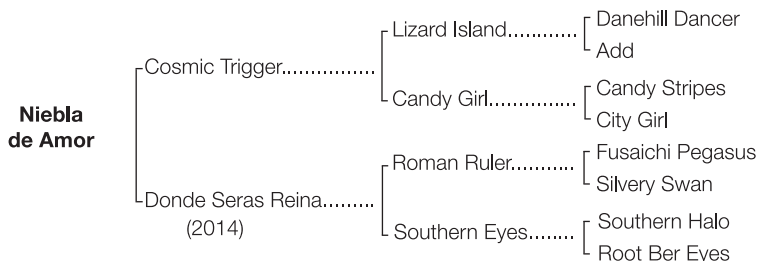 Niebla
de Amor
Cosmic Trigger
Donde Seras Reina
(2014)
Lizard Island
Candy Girl
Roman Ruler
Southern Eyes
Danehill Dancer
Add
Candy Stripes
City Girl
Fusaichi Pegasus
Silvery Swan
Southern Halo
Root Ber Eyes